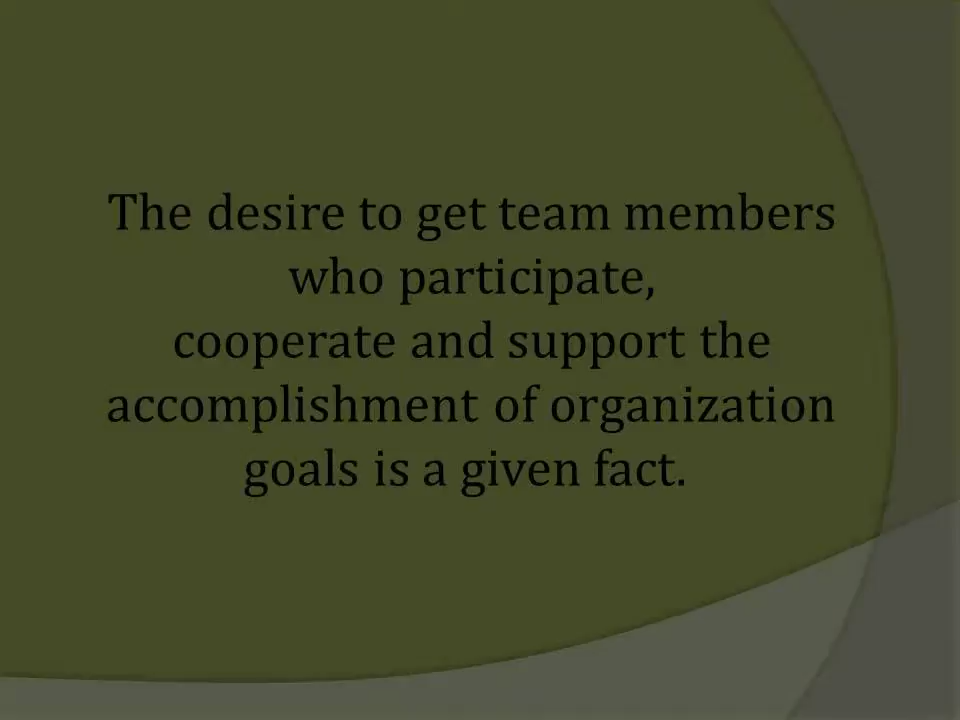 The desire to get team members
who participate,
cooperate and support the
accomplishment of organization
goals is a given fact.